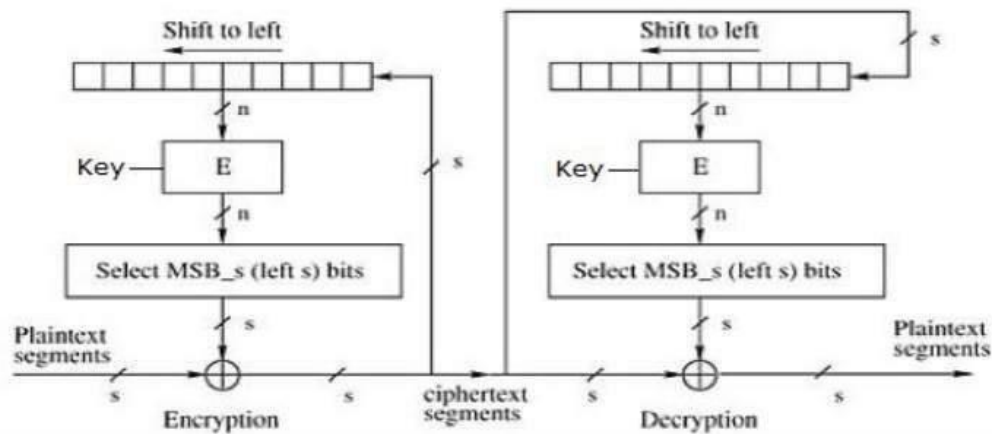 Shift to left
n
Key
E
n
Select MSB_s (left s) bits
s
s
Plaintext
segments
s
s
Encryption
ciphertext
segments
Shift to left
s
n
Key
E
n
Select MSB_s (left s) bits
s
s
s
Decryption
Plaintext
segments